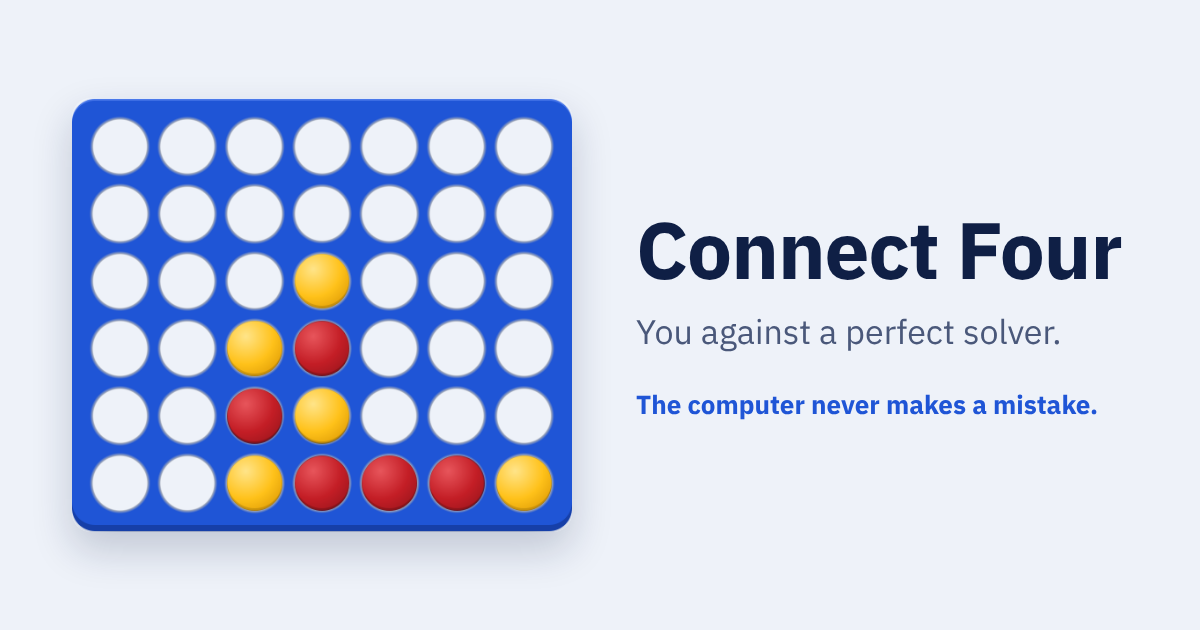 Connect Four
You against a perfect solver.
The computer never makes a mistake.